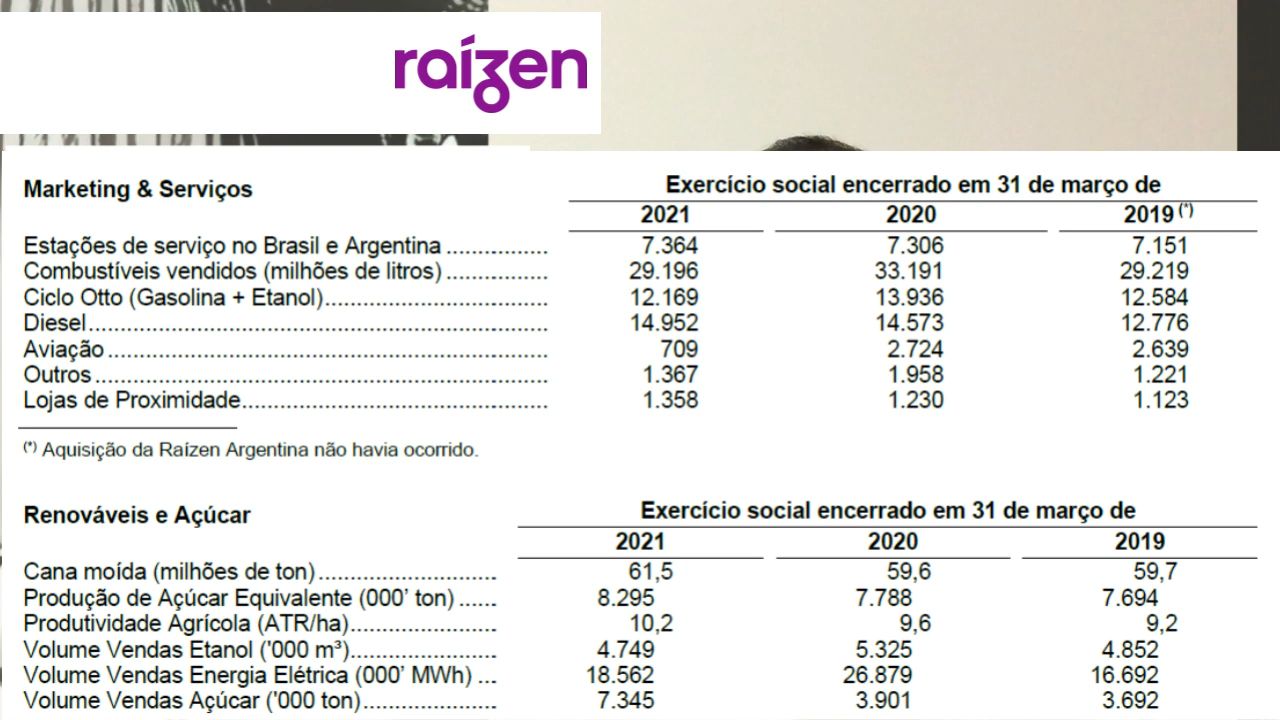 raízen
Marketing & Serviços
Exercício social encerrado em 31 de março de
2021 2020 2019 (*)
Estações de serviço no Brasil e Argentina ................ 7.364 7.306 7.151
Combustíveis vendidos (milhões de litros) ................ 29.196 33.191 29.219
Ciclo Otto (Gasolina + Etanol)................................... 12.169 13.936 12.584
Diesel......................................................................... 14.952 14.573 12.776
Aviação ...................................................................... 709 2.724 2.639
Outros ........................................................................ 1.367 1.958 1.221
Lojas de Proximidade................................................ 1.358 1.230 1.123
(*) Aquisição da Raízen Argentina não havia ocorrido.
Renováveis e Açúcar
Exercício social encerrado em 31 de março de
2021 2020 2019
Cana moída (milhões de ton)............................ 61,5 59,6 59,7
Produção de Açúcar Equivalente (000’ ton) ...... 8.295 7.788 7.694
Produtividade Agrícola (ATR/ha)....................... 10,2 9,6 9,2
Volume Vendas Etanol ('000 m³)....................... 4.749 5.325 4.852
Volume Vendas Energia Elétrica (000’ MWh) ... 18.562 26.879 16.692
Volume Vendas Açúcar ('000 ton)...................... 7.345 3.901 3.692